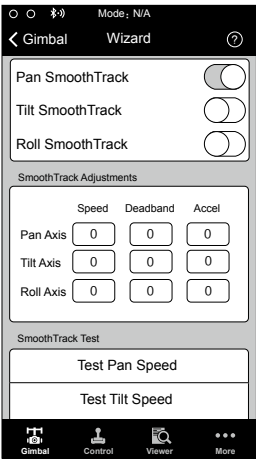 Mode: N/A
Gimbal Wizard ?
Pan SmoothTrack
Tilt SmoothTrack
Roll SmoothTrack
SmoothTrack Adjustments
Speed Deadband Accel
Pan Axis 0 0 0
Tilt Axis 0 0 0
Roll Axis 0 0 0
SmoothTrack Test
Test Pan Speed
Test Tilt Speed
Gimbal Control Viewer More